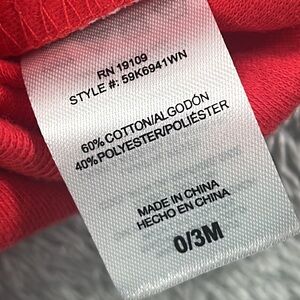 RN 19109
STYLE #: 59K6941WN
60% COTTON/ALGODÓN
40% POLYESTER/POLIÉSTER
MADE IN CHINA
HECHO EN CHINA
0/3M